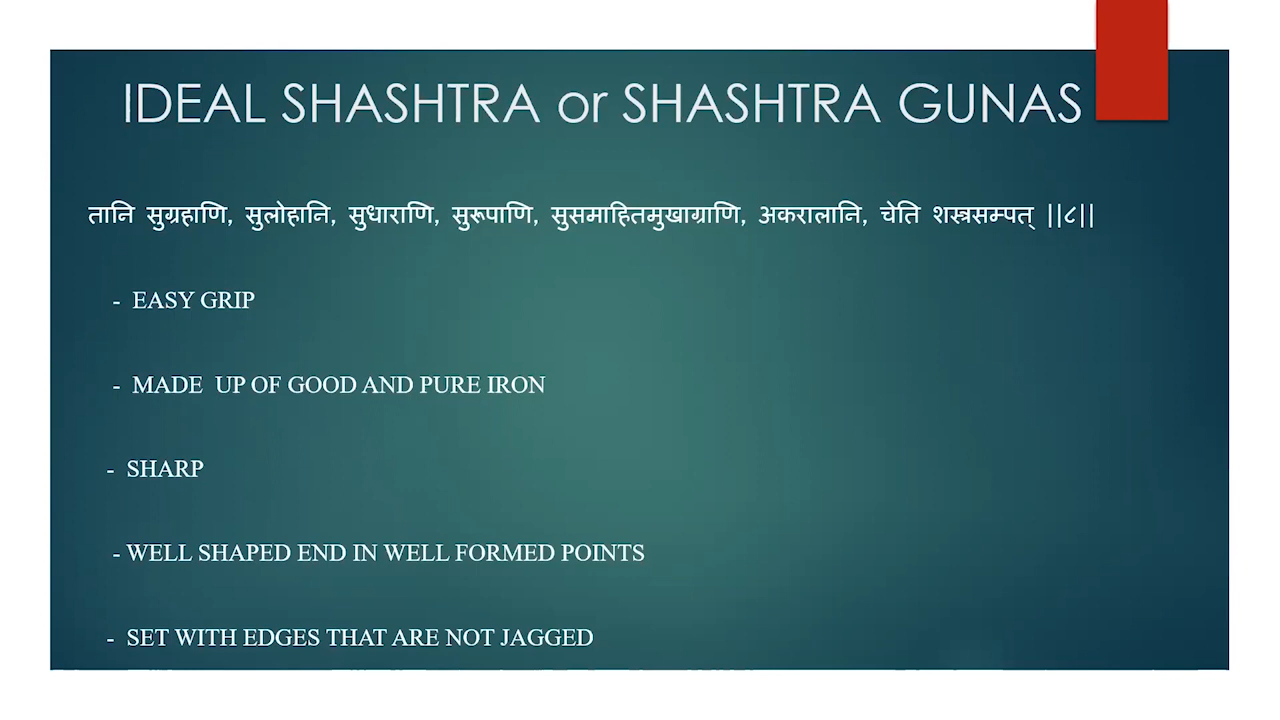 IDEAL SHASHTRA or SHASHTRA GUNAS
तानि सुग्रहाणि, सुलोहानि, सुधाराणि, सुरूपाणि, सुसमाहितमुखाग्राणि, अकरालानि, चेति शस्त्रसम्पत् ||८||
- EASY GRIP
- MADE UP OF GOOD AND PURE IRON
- SHARP
- WELL SHAPED END IN WELL FORMED POINTS
- SET WITH EDGES THAT ARE NOT JAGGED